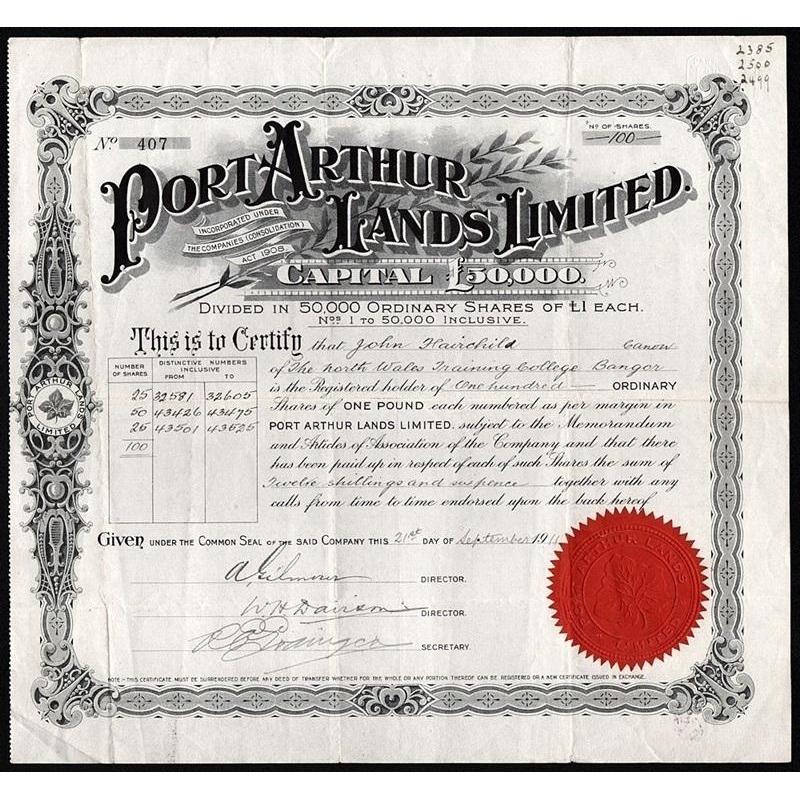 2385
2500
2499
No 407
No OF SHARES.
100
PORT ARTHUR
LANDS LIMITED.
INCORPORATED UNDER
THE COMPANIES (CONSOLIDATION)
ACT 1908.
CAPITAL £50,000.
DIVIDED IN 50,000 ORDINARY SHARES OF £1 EACH.
Nos 1 TO 50,000 INCLUSIVE.
This is to Certify that John Fairchild Canon
of The North Wales Training College Bangor
is the Registered holder of One hundred ORDINARY
Shares of ONE POUND each numbered as per margin in
PORT ARTHUR LANDS LIMITED. subject to the Memorandum
and Articles of Association of the Company and that there
has been paid up in respect of each of such Shares the sum of
Twelve shillings and sixpence together with any
calls from time to time endorsed upon the back hereof
NUMBER OF SHARES
DISTINCTIVE NUMBERS INCLUSIVE
FROM TO
25 32581 32605
50 43426 43475
25 43501 43525
100
PORT ARTHUR LANDS
LIMITED
Given UNDER THE COMMON SEAL OF THE SAID COMPANY THIS 21st DAY OF September 1911
A Gilmour DIRECTOR.
W H Davison DIRECTOR.
SECRETARY.
PORT ARTHUR LANDS
LIMITED
NOTE:- THIS CERTIFICATE MUST BE SURRENDERED BEFORE ANY DEED OF TRANSFER WHETHER FOR THE WHOLE OR ANY PORTION THEREOF CAN BE REGISTERED OR A NEW CERTIFICATE ISSUED IN EXCHANGE.